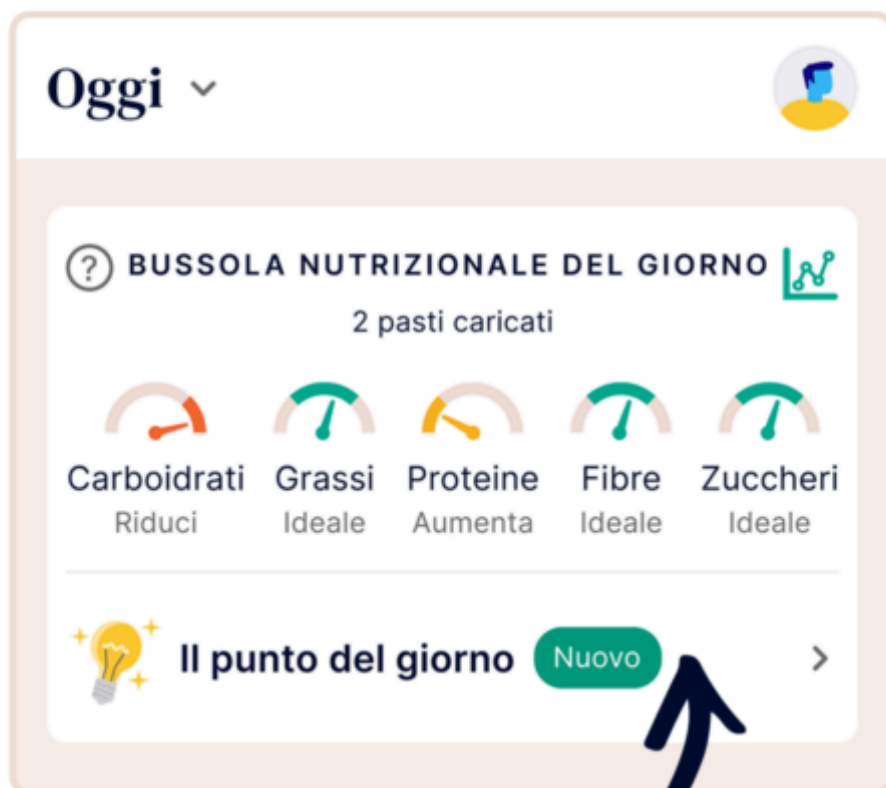 Oggi
BUSSOLA NUTRIZIONALE DEL GIORNO
2 pasti caricati
Carboidrati Grassi Proteine Fibre Zuccheri
Riduci Ideale Aumenta Ideale Ideale
Il punto del giorno Nuovo